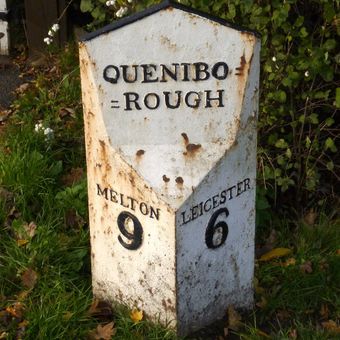 QUENIBO
=ROUGH
MELTON
9
LEICESTER
6